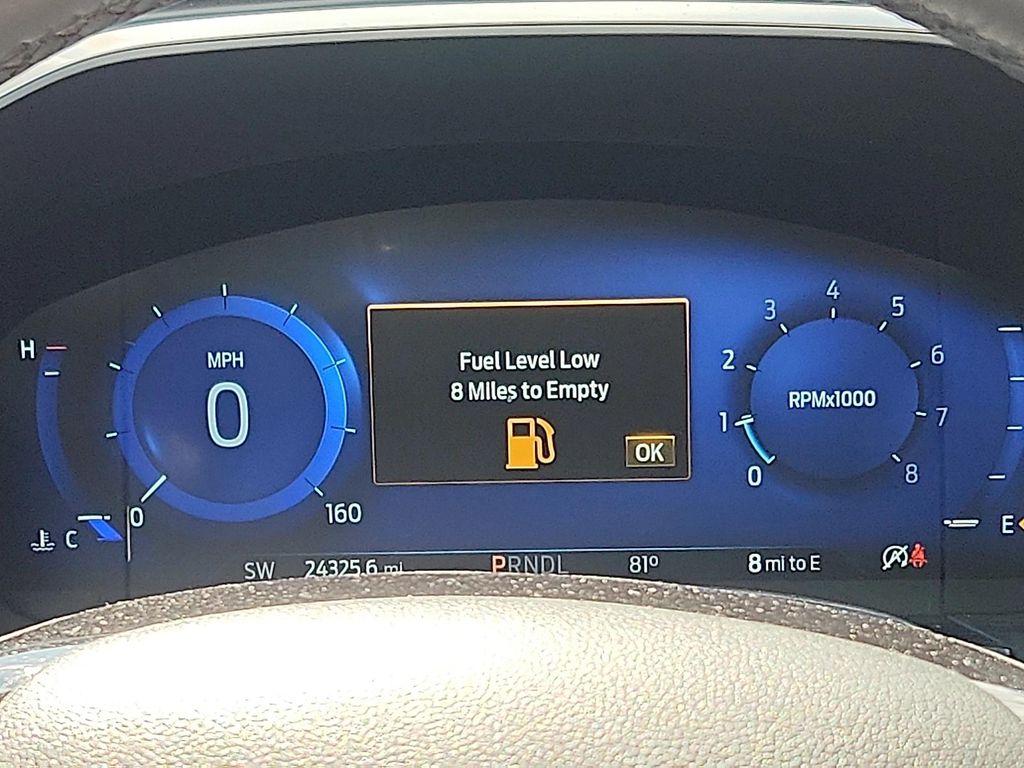 H
MPH
0
0
160
C
Fuel Level Low
8 Miles to Empty
OK
0
1
2
3
4
5
6
7
8
RPMx1000
E
SW
24325.6 mi
PRNDL
81º
8 mi to E